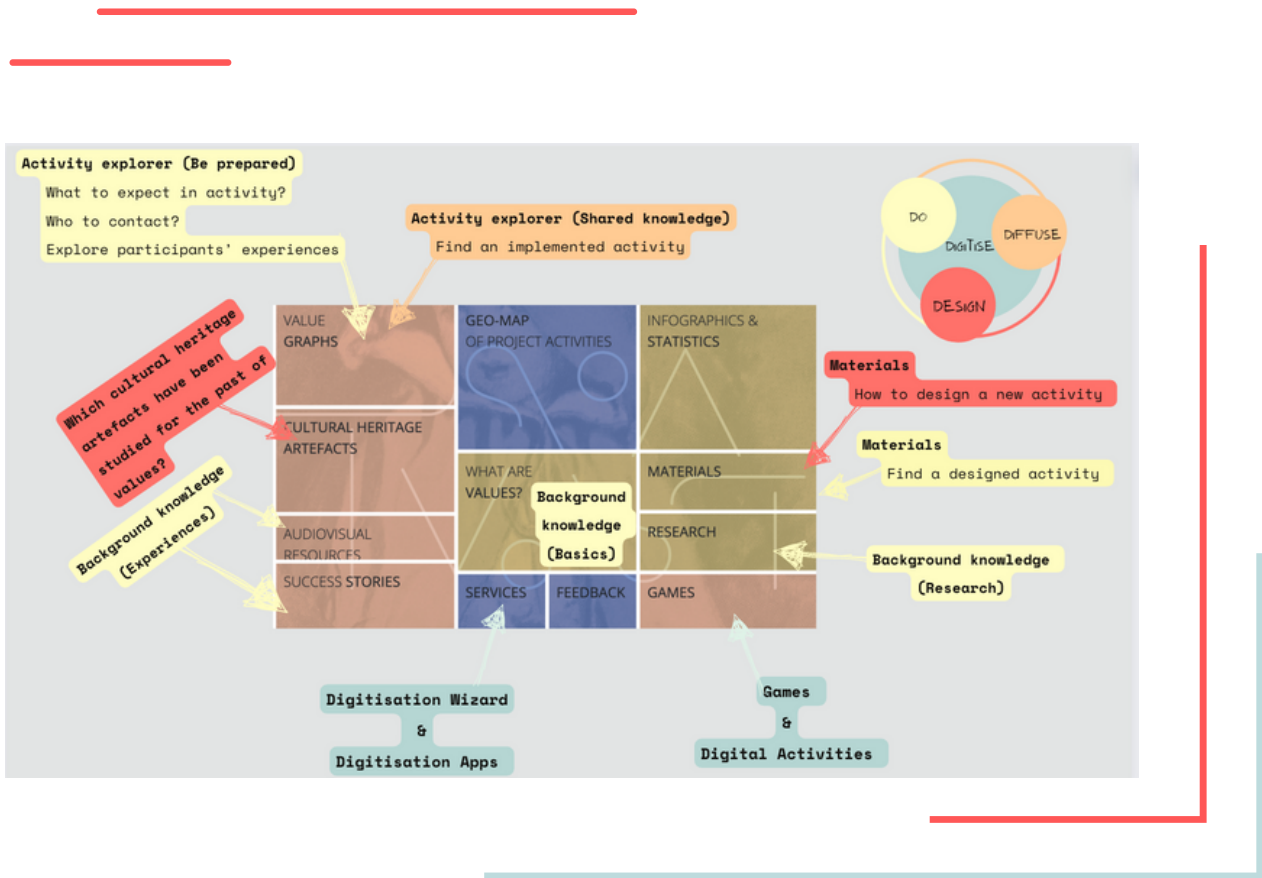 Activity explorer (Be prepared)
What to expect in activity?
Who to contact?
Explore participants' experiences
Activity explorer (Shared knowledge)
Find an implemented activity
DO
DIGITISE
DIFFUSE
DESIGN
Which cultural heritage
artefacts have been
studied for the past of
values?
Background knowledge
(Experiences)
VALUE
GRAPHS
CULTURAL HERITAGE
ARTEFACTS
AUDIOVISUAL
RESOURCES
SUCCESS STORIES
GEO-MAP
OF PROJECT ACTIVITIES
WHAT ARE
VALUES?
Background
knowledge
(Basics)
SERVICES
FEEDBACK
INFOGRAPHICS &
STATISTICS
MATERIALS
RESEARCH
GAMES
Materials
How to design a new activity
Materials
Find a designed activity
Background knowledge
(Research)
Digitisation Wizard
&
Digitisation Apps
Games
&
Digital Activities